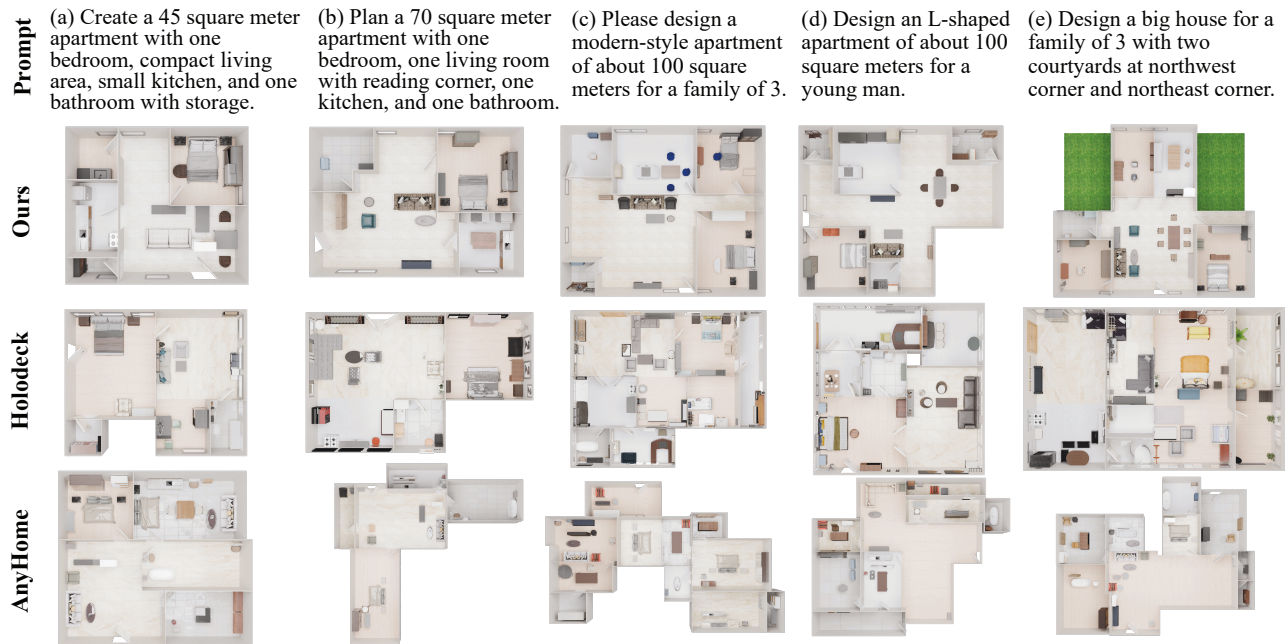 Prompt
(a) Create a 45 square meter
apartment with one
bedroom, compact living
area, small kitchen, and one
bathroom with storage.
(b) Plan a 70 square meter
apartment with one
bedroom, one living room
with reading corner, one
kitchen, and one bathroom.
(c) Please design a
modern-style apartment
of about 100 square
meters for a family of 3.
(d) Design an L-shaped
apartment of about 100
square meters for a
young man.
(e) Design a big house for a
family of 3 with two
courtyards at northwest
corner and northeast corner.
Ours
Holodeck
AnyHome